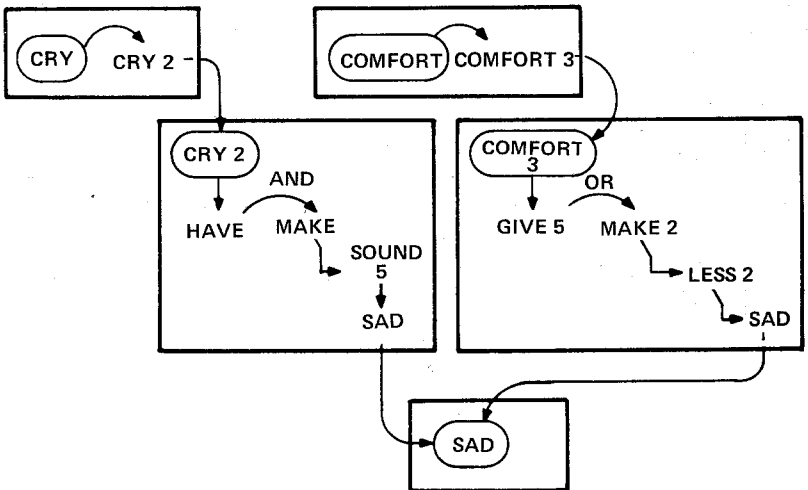 CRY CRY 2
COMFORT COMFORT 3
CRY 2
AND
HAVE MAKE
SOUND
5
SAD
COMFORT
3
OR
GIVE 5 MAKE 2
LESS 2
SAD
SAD